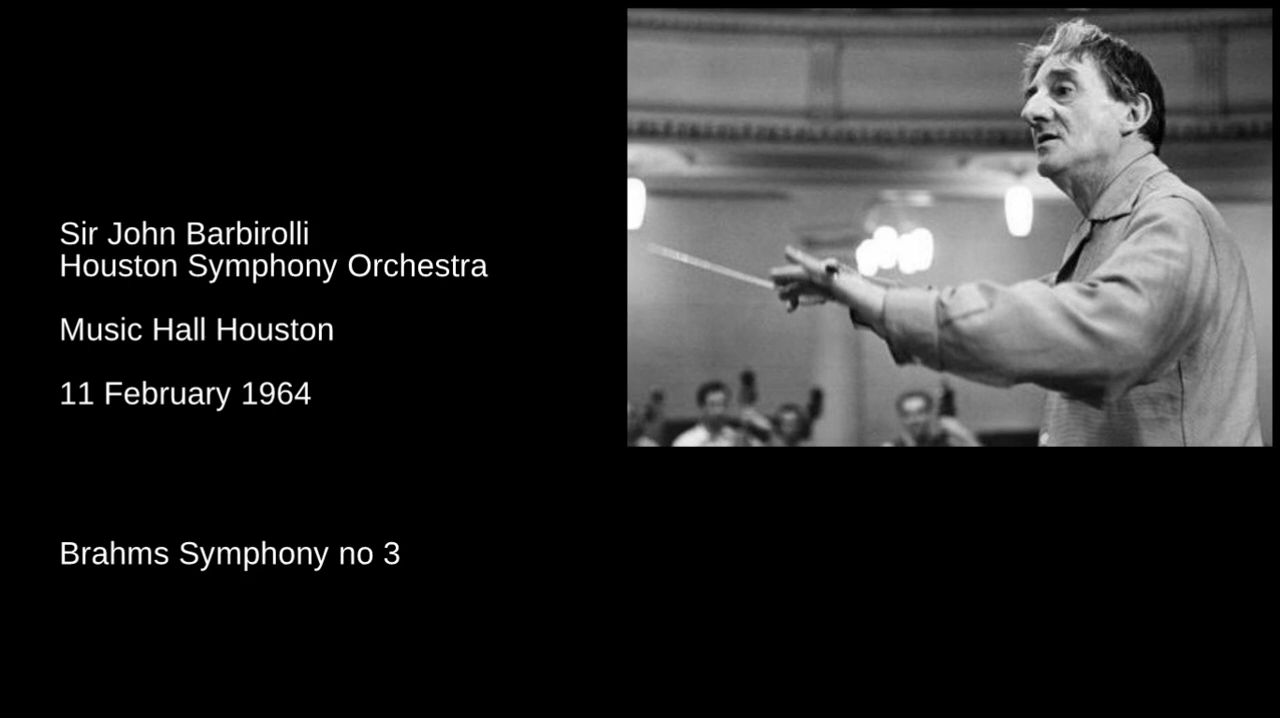 Sir John Barbirolli
Houston Symphony Orchestra
Music Hall Houston
11 February 1964
Brahms Symphony no 3